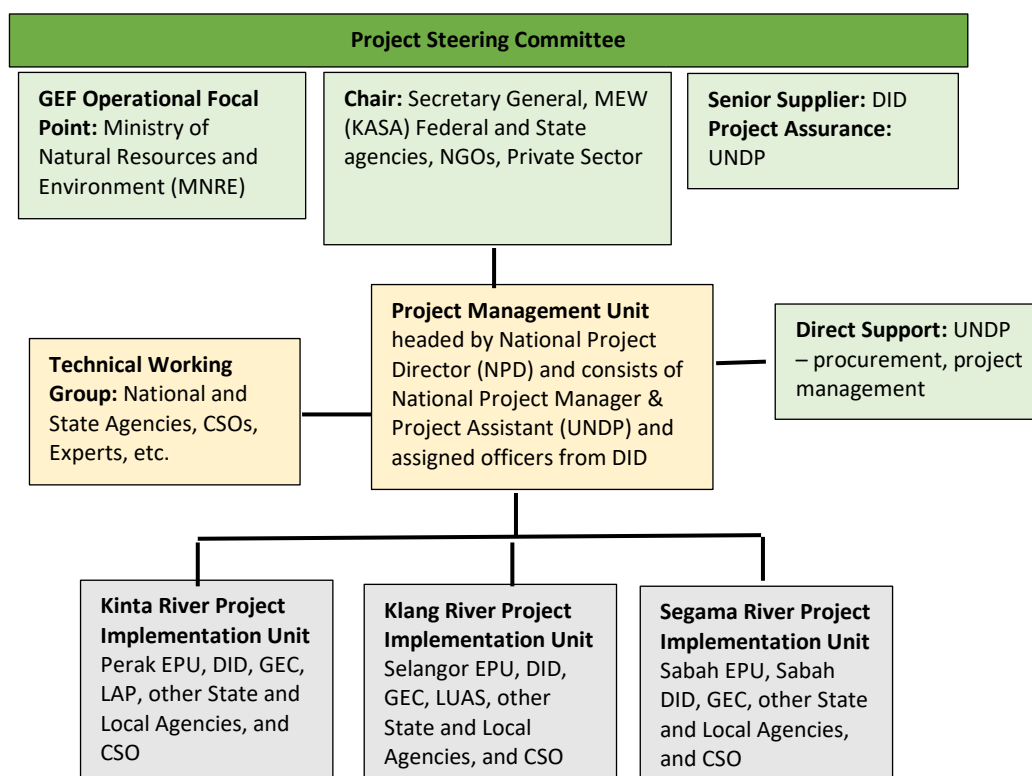 Project Steering Committee
GEF Operational Focal
Point: Ministry of
Natural Resources and
Environment (MNRE)
Chair: Secretary General, MEW
(KASA) Federal and State
agencies, NGOs, Private Sector
Senior Supplier: DID
Project Assurance:
UNDP
Project Management Unit
headed by National Project
Director (NPD) and consists of
National Project Manager &
Project Assistant (UNDP) and
assigned officers from DID
Technical Working
Group: National and
State Agencies, CSOs,
Experts, etc.
Direct Support: UNDP
– procurement, project
management
Kinta River Project
Implementation Unit
Perak EPU, DID, GEC,
LAP, other State and
Local Agencies, and
CSO
Klang River Project
Implementation Unit
Selangor EPU, DID,
GEC, LUAS, other
State and Local
Agencies, and CSO
Segama River Project
Implementation Unit
Sabah EPU, Sabah
DID, GEC, other State
and Local Agencies,
and CSO